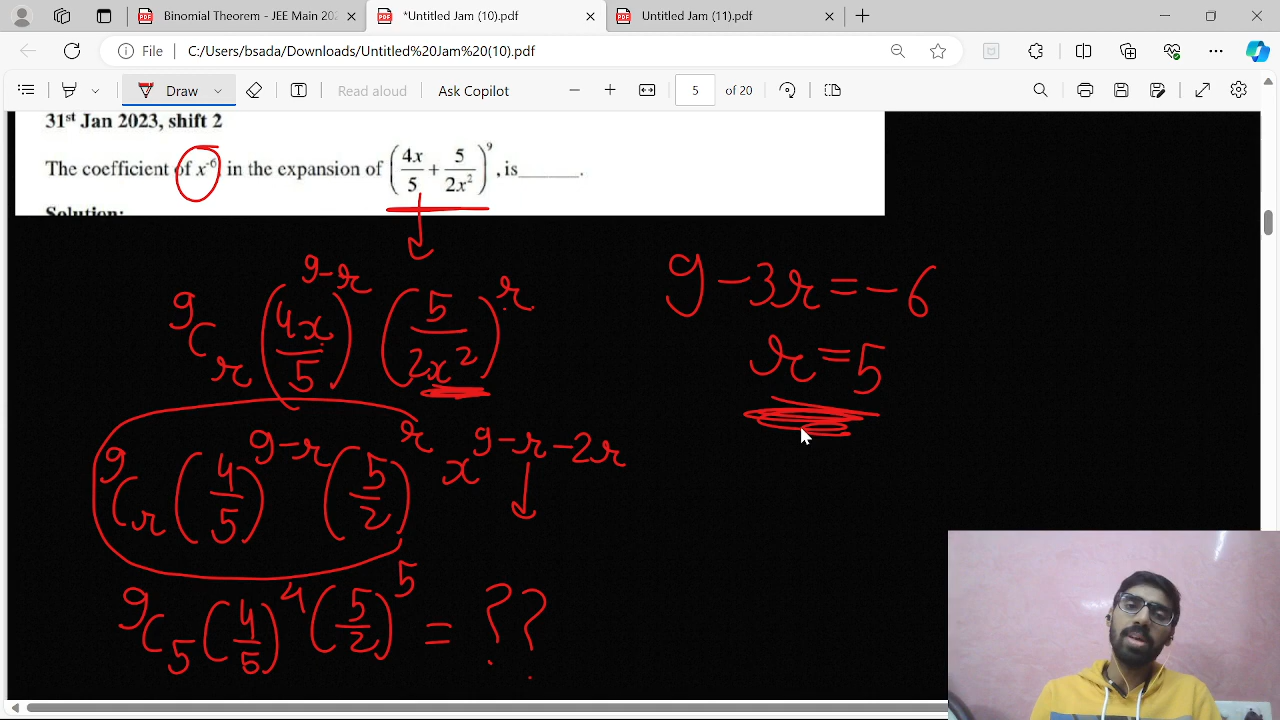 Binomial Theorem - JEE Main 202
*Untitled Jam (10).pdf
Untitled Jam (1).pdf
File
C:/Users/bsada/Downloads/Untitled%20Jam%20(10).pdf
Draw
Read aloud
Ask Copilot
5 of 20
31st Jan 2023, shift 2
The coefficient of x⁻⁶, in the expansion of (4x/5 + 5/2x²)⁹, is______.
Solution:
⁹Cᵣ (4x/5)⁹⁻ʳ (5/2x²)ʳ
⁹Cᵣ (4/5)⁹⁻ʳ (5/2)ʳ x⁹⁻ʳ⁻²ʳ
⁹C₅ (4/5)⁴ (5/2)⁵ = ??
9 - 3r = - 6
r = 5